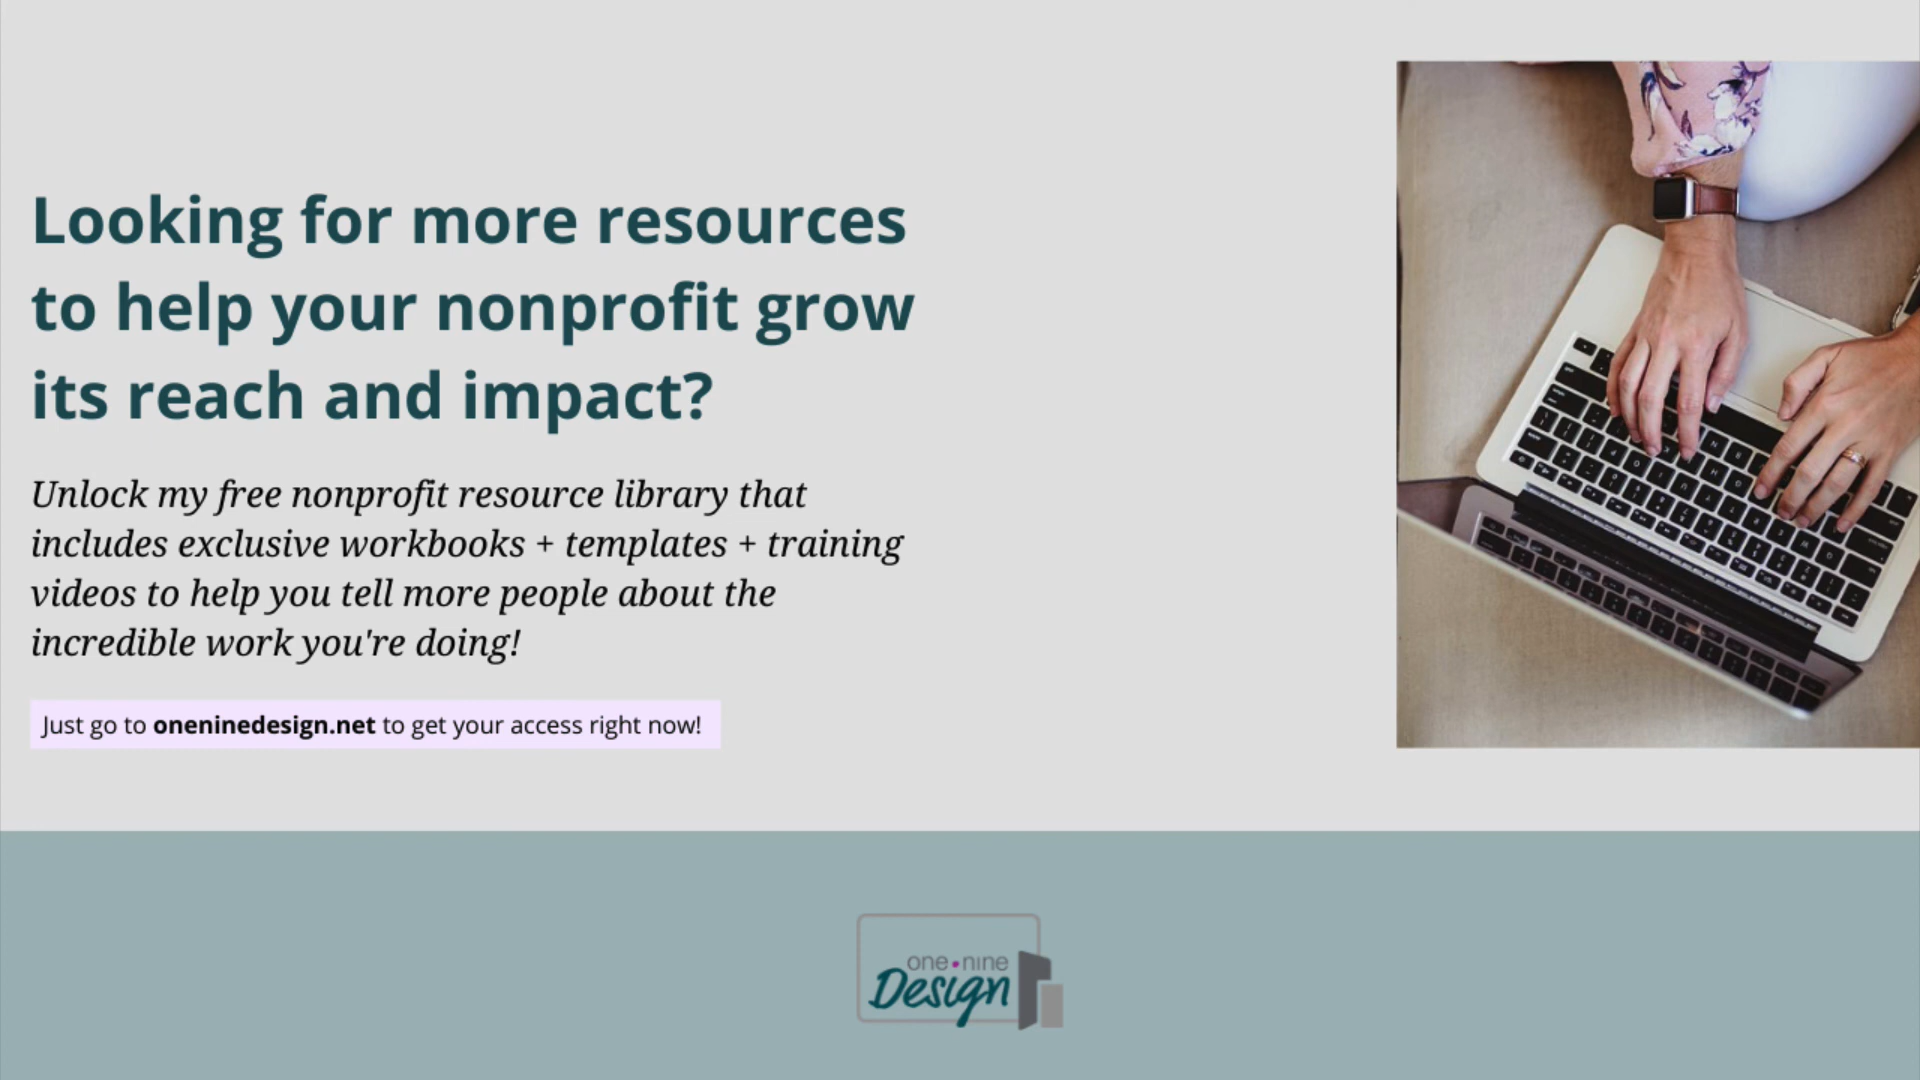 Looking for more resources
to help your nonprofit grow
its reach and impact?
Unlock my free nonprofit resource library that
includes exclusive workbooks + templates + training
videos to help you tell more people about the
incredible work you're doing!
Just go to oneninedesign.net to get your access right now!
one•nine
Design